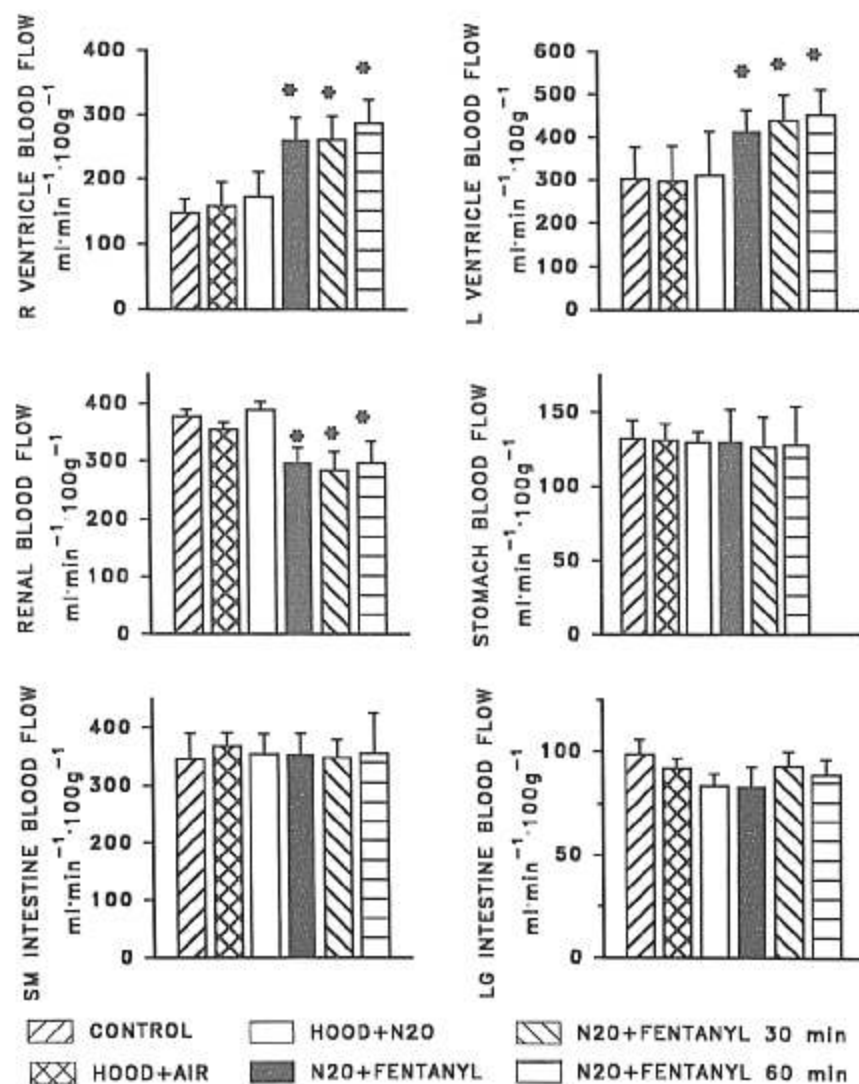 R VENTRICLE BLOOD FLOW
ml·min⁻¹·100g⁻¹
400
300
200
100
0
* * *
L VENTRICLE BLOOD FLOW
ml·min⁻¹·100g⁻¹
600
500
400
300
200
100
0
* * *
RENAL BLOOD FLOW
ml·min⁻¹·100g⁻¹
400
300
200
100
0
* * *
STOMACH BLOOD FLOW
ml·min⁻¹·100g⁻¹
150
100
50
0
SM INTESTINE BLOOD FLOW
ml·min⁻¹·100g⁻¹
400
300
200
100
0
LG INTESTINE BLOOD FLOW
ml·min⁻¹·100g⁻¹
100
50
0
CONTROL
HOOD+N2O
N2O+FENTANYL 30 min
HOOD+AIR
N2O+FENTANYL
N2O+FENTANYL 60 min